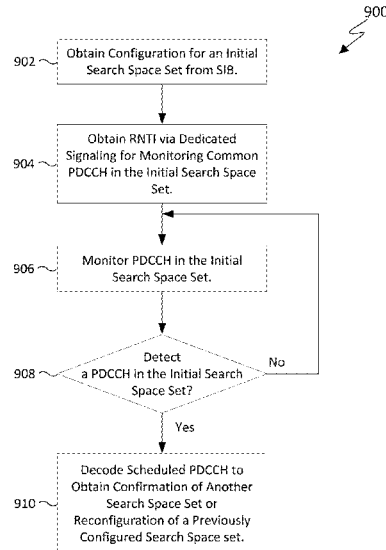 900
902
Obtain Configuration for an Initial
Search Space Set from SIB.
904
Obtain RNTI via Dedicated
Signaling for Monitoring Common
PDCCH in the Initial Search Space
Set.
906
Monitor PDCCH in the Initial
Search Space Set.
908
Detect
a PDCCH in the Initial Search
Space Set?
No
Yes
910
Decode Scheduled PDCCH to
Obtain Confirmation of Another
Search Space Set or
Reconfiguration of a Previously
Configured Search Space set.